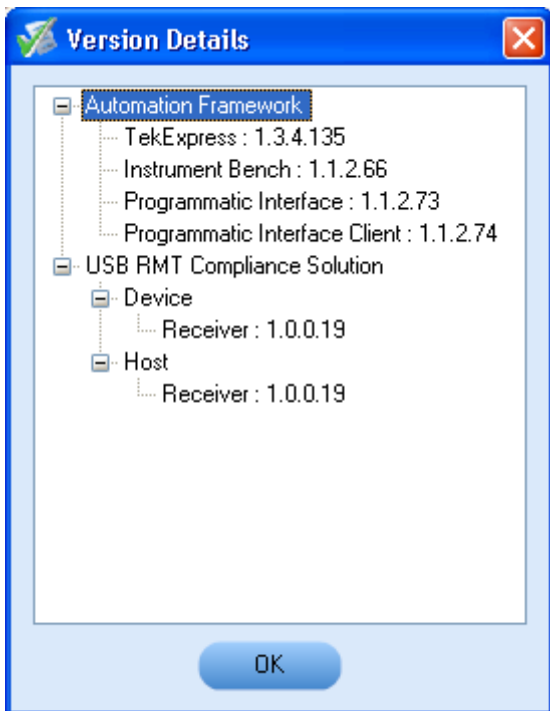 Version Details
Automation Framework
TekExpress : 1.3.4.135
Instrument Bench : 1.1.2.66
Programmatic Interface : 1.1.2.73
Programmatic Interface Client : 1.1.2.74
USB RMT Compliance Solution
Device
Receiver : 1.0.0.19
Host
Receiver : 1.0.0.19
OK